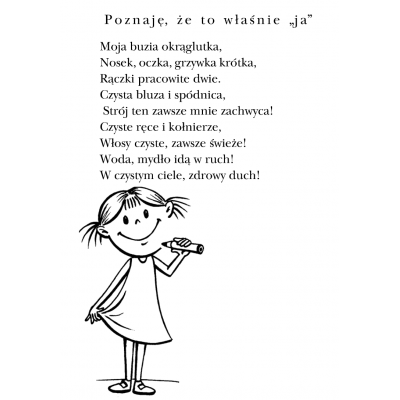 Poznaję, że to właśnie „ja”
Moja buzia okrąglutka,
Nosek, oczka, grzywka krótka,
Rączki pracowite dwie.
Czysta bluza i spódnica,
Strój ten zawsze mnie zachwyca!
Czyste ręce i kołnierze,
Włosy czyste, zawsze świeże!
Woda, mydło idą w ruch!
W czystym ciele, zdrowy duch!